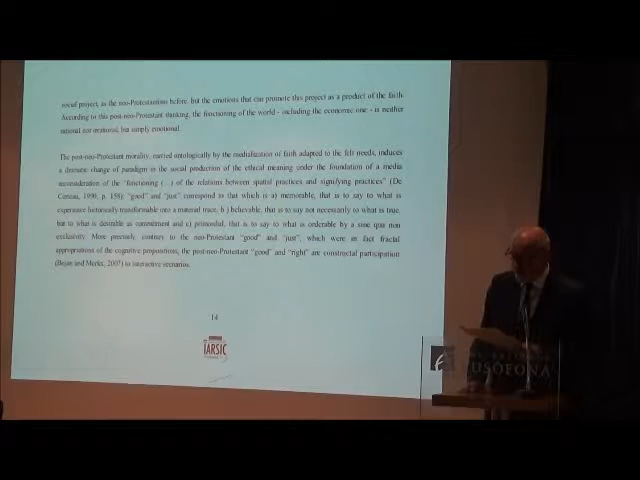 social project, as the neo-Protestantism before, but the emotions that can promote this project as a product of the faith.
According to this post-neo-Protestant thinking, the functioning of the world - including the economic one - is neither
rational nor irrational, but simply emotional.
The post-neo-Protestant morality, carried ontologically by the mediatization of faith adapted to the felt needs, induces
a dramatic change of paradigm in the social production of the ethical meaning under the foundation of a media
reconsideration of the "functioning (…) of the relations between spatial practices and signifying practices" (De
Certeau, 1990, p. 158): "good" and "just" correspond to that which is a) memorable, that is to say to what is
experience historically transformable into a material trace; b) believable, that is to say not necessarily to what is true,
but to what is desirable as commitment and c) primordial, that is to say to what is orderable by a sine qua non
exclusivity. More precisely, contrary to the neo-Protestant "good" and "just", which were in fact fractal
appropriations of the cognitive propositions, the post-neo-Protestant "good" and "right" are constructal participation
(Bejan and Merkx, 2007) to interactive scenarios.
14
IARSIC
USÓFONA